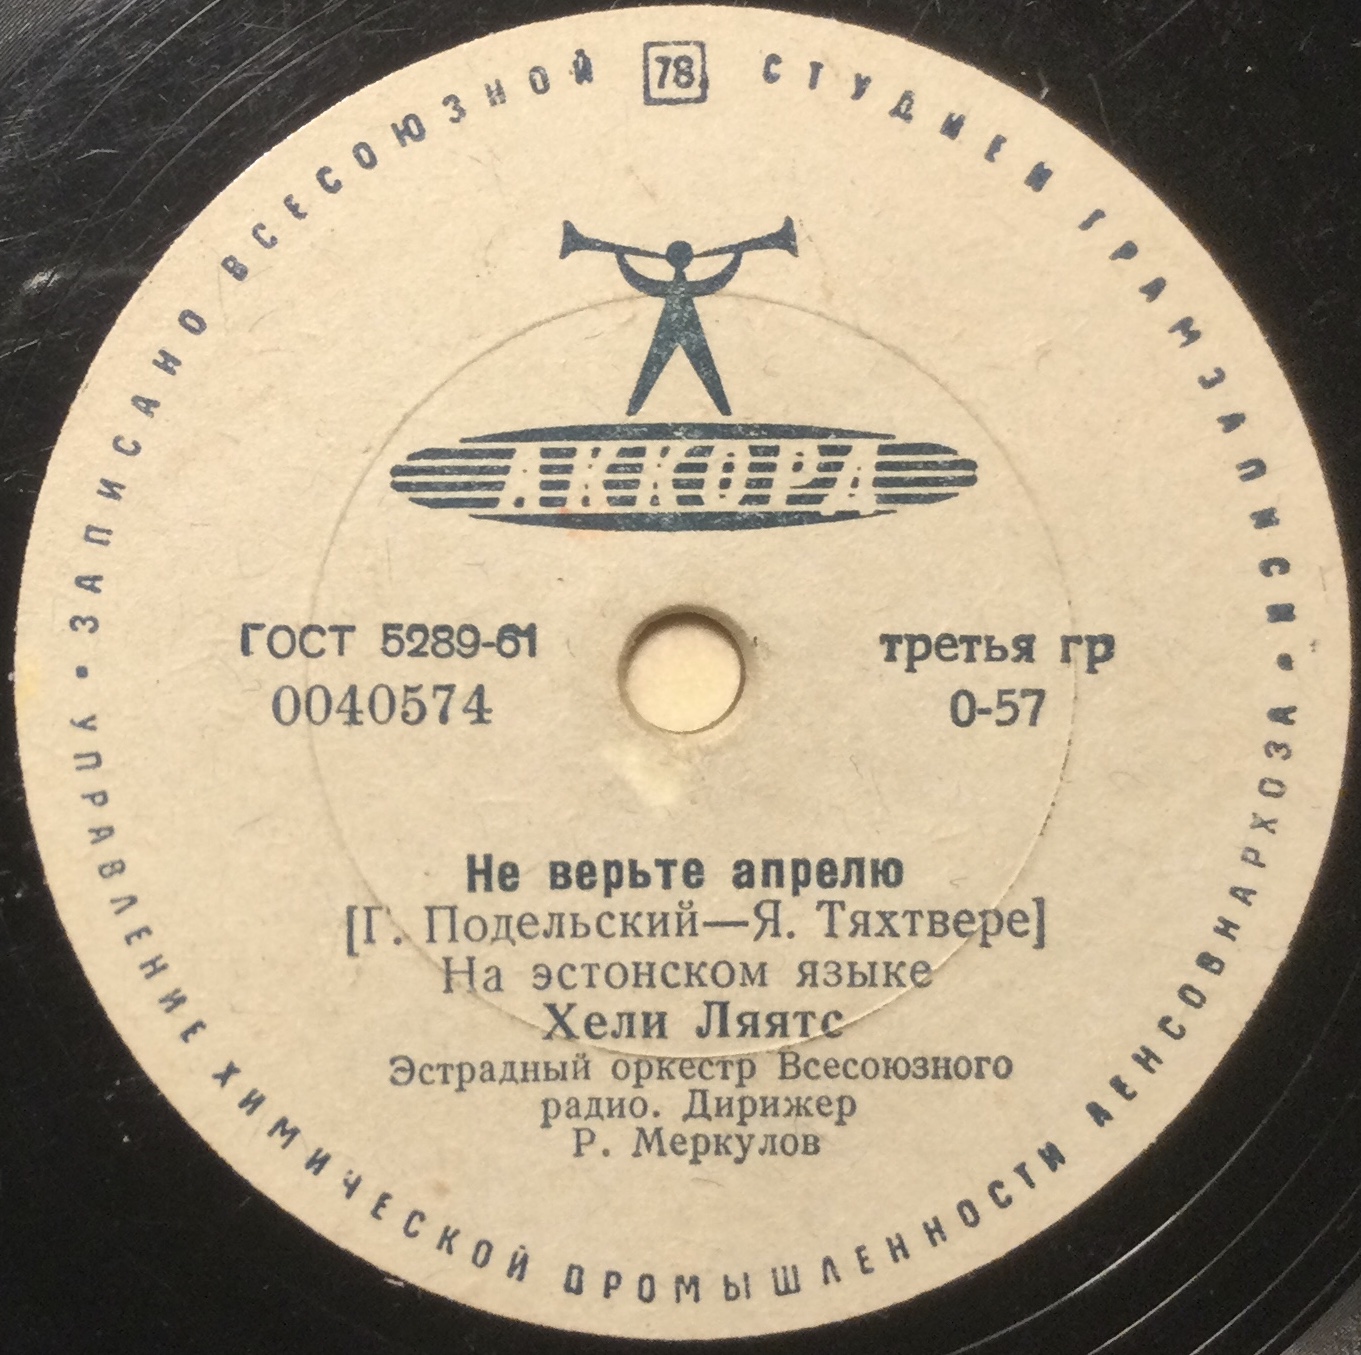 ЗАПИСАНО ВСЕСОЮЗНОЙ 78 СТУДИЕЙ ГРАМЗАПИСИ
АККОРД
ГОСТ 5289-61
0040574
третья гр
0-57
Не верьте апрелю
[Г. Подельский—Я. Тяхтвере]
На эстонском языке
Хели Ляятс
Эстрадный оркестр Всесоюзного
радио. Дирижер
Р. Меркулов
УПРАВЛЕНИЕ ХИМИЧЕСКОЙ ПРОМЫШЛЕННОСТИ ЛЕНСОВНАРХОЗА